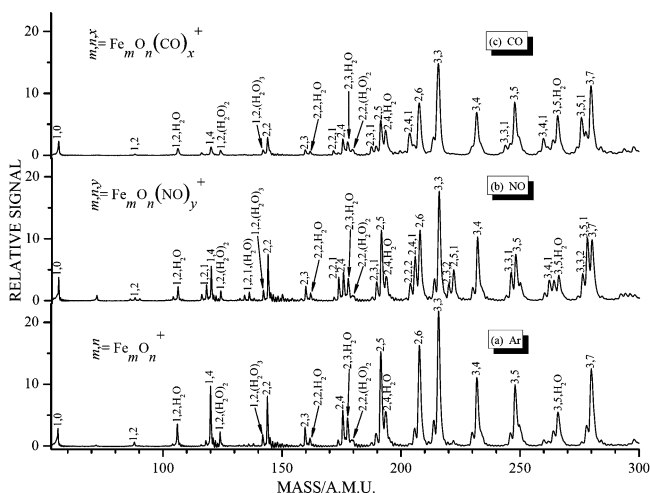 m,n,x = FemOn(CO)x+
(c) CO
20
10
0
1,0
1,2
1,2,H2O
1,4
1,2,(H2O)2
1,2,(H2O)3
2,2
2,3
2,2,H2O
2,2,1
2,4
2,3,H2O
2,2,(H2O)2
2,3,1
2,5
2,4,H2O
2,4,1
2,6
3,3
3,4
3,3,1
3,5
3,4,1
3,5,H2O
3,5,1
3,7
m,n,y = FemOn(NO)y+
(b) NO
20
10
0
1,0
1,2
1,2,H2O
1,2,1
1,4
1,2,(H2O)2
1,2,1,(H2O)
1,2,(H2O)3
2,2
2,3
2,2,H2O
2,2,1
2,4
2,3,H2O
2,2,(H2O)2
2,3,1
2,5
2,4,H2O
2,2,2
2,4,1
2,6
3,3
2,3,2
2,5,1
3,4
3,3,1
3,5
3,4,1
3,5,H2O
3,3,2
3,5,1
3,7
m,n = FemOn+
(a) Ar
20
10
0
1,0
1,2
1,2,H2O
1,4
1,2,(H2O)2
1,2,(H2O)3
2,2
2,3
2,2,H2O
2,4
2,3,H2O
2,2,(H2O)2
2,5
2,4,H2O
2,6
3,3
3,4
3,5
3,5,H2O
3,7
RELATIVE SIGNAL
100
150
200
250
300
MASS/A.M.U.